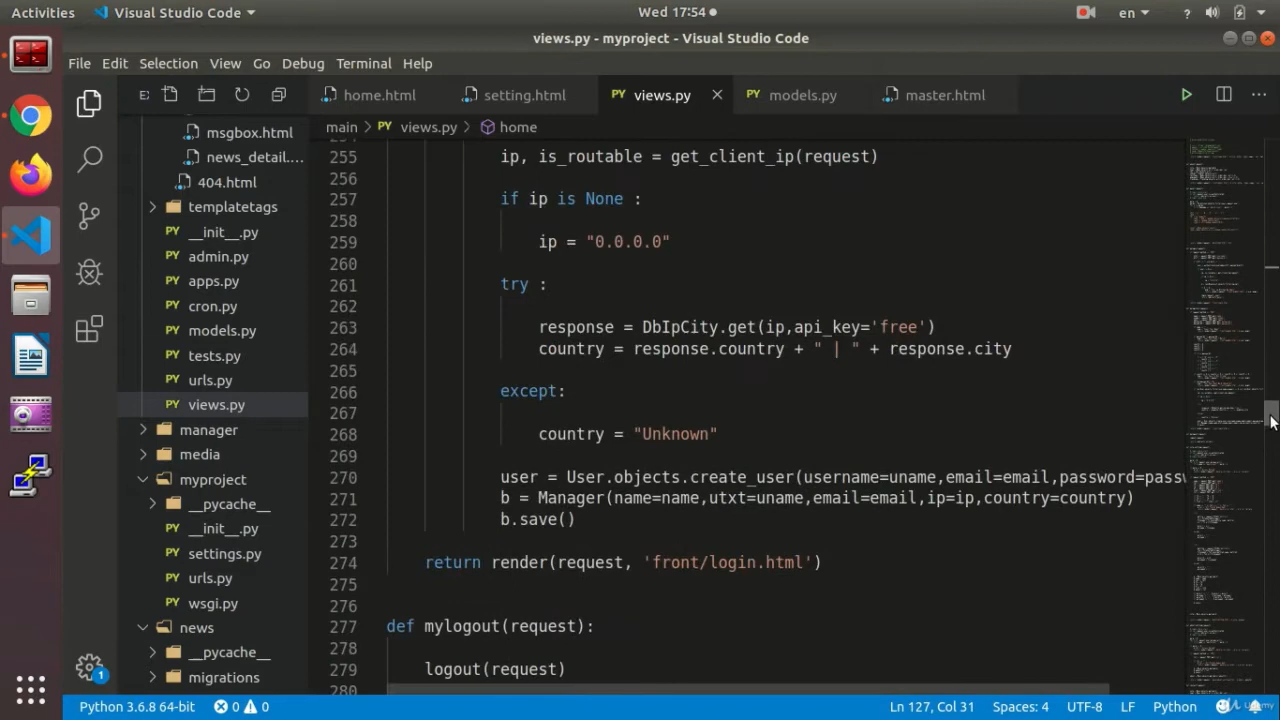 Activities
Visual Studio Code
Wed 17:54
en
?
views.py - myproject - Visual Studio Code
File Edit Selection View Go Debug Terminal Help
home.html
setting.html
views.py
models.py
master.html
main > views.py > home
msgbox.html
news_detail....
404.html
templatetags
__init__.py
admin.py
apps.py
cron.py
models.py
tests.py
urls.py
views.py
manager
media
myproject
__pycache__
__init__.py
settings.py
urls.py
wsgi.py
news
__pycache__
migrations
255 ip, is_routable = get_client_ip(request)
256
257 if ip is None :
258
259 ip = "0.0.0.0"
260
261 try :
262
263 response = DbIpCity.get(ip,api_key='free')
264 country = response.country + " | " + response.city
265
266 except:
267
268 country = "Unknown"
269
270 user = User.objects.create_user(username=uname,email=email,password=passw
271 b = Manager(name=name,utxt=uname,email=email,ip=ip,country=country)
272 b.save()
273
274 return render(request, 'front/login.html')
275
276
277 def mylogout(request):
278
279 logout(request)
280
1
Python 3.6.8 64-bit
0
0
Ln 127, Col 31
Spaces: 4
UTF-8
LF
Python
Udemy